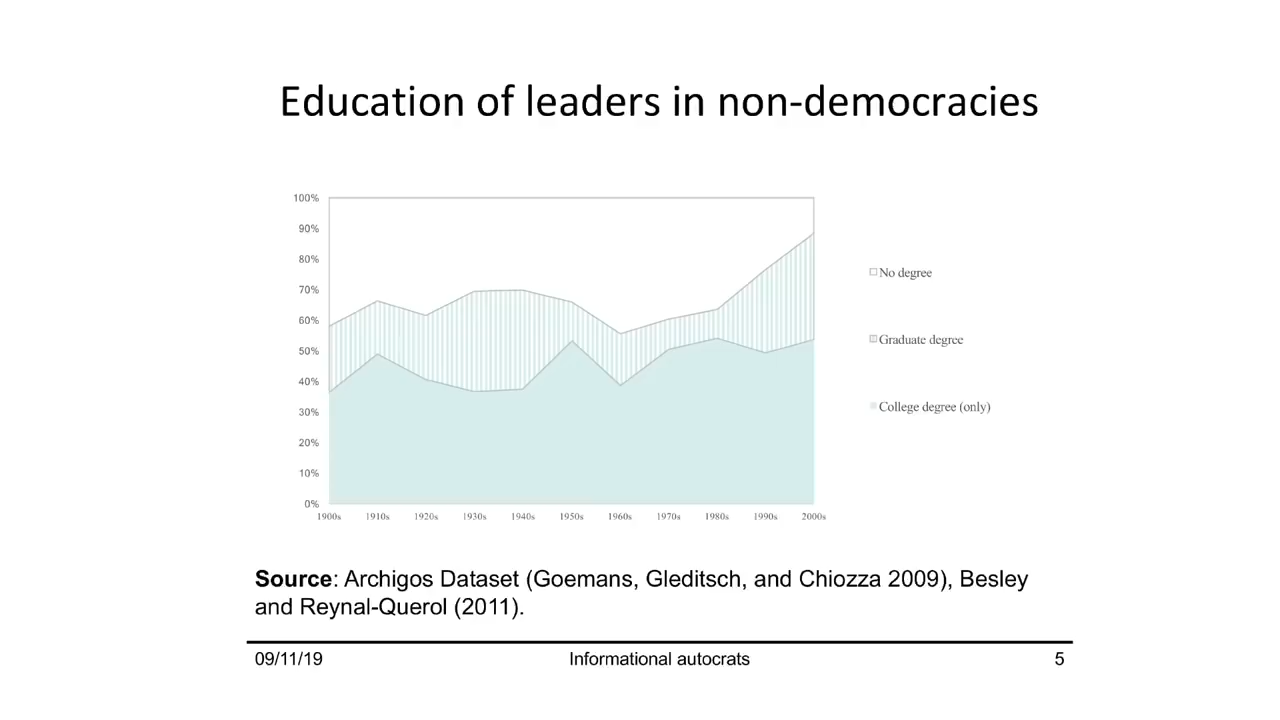 Education of leaders in non-democracies
100%
90%
80%
70%
60%
50%
40%
30%
20%
10%
0%
1900s 1910s 1920s 1930s 1940s 1950s 1960s 1970s 1980s 1990s 2000s
No degree
Graduate degree
College degree (only)
Source: Archigos Dataset (Goemans, Gleditsch, and Chiozza 2009), Besley
and Reynal-Querol (2011).
09/11/19 Informational autocrats 5